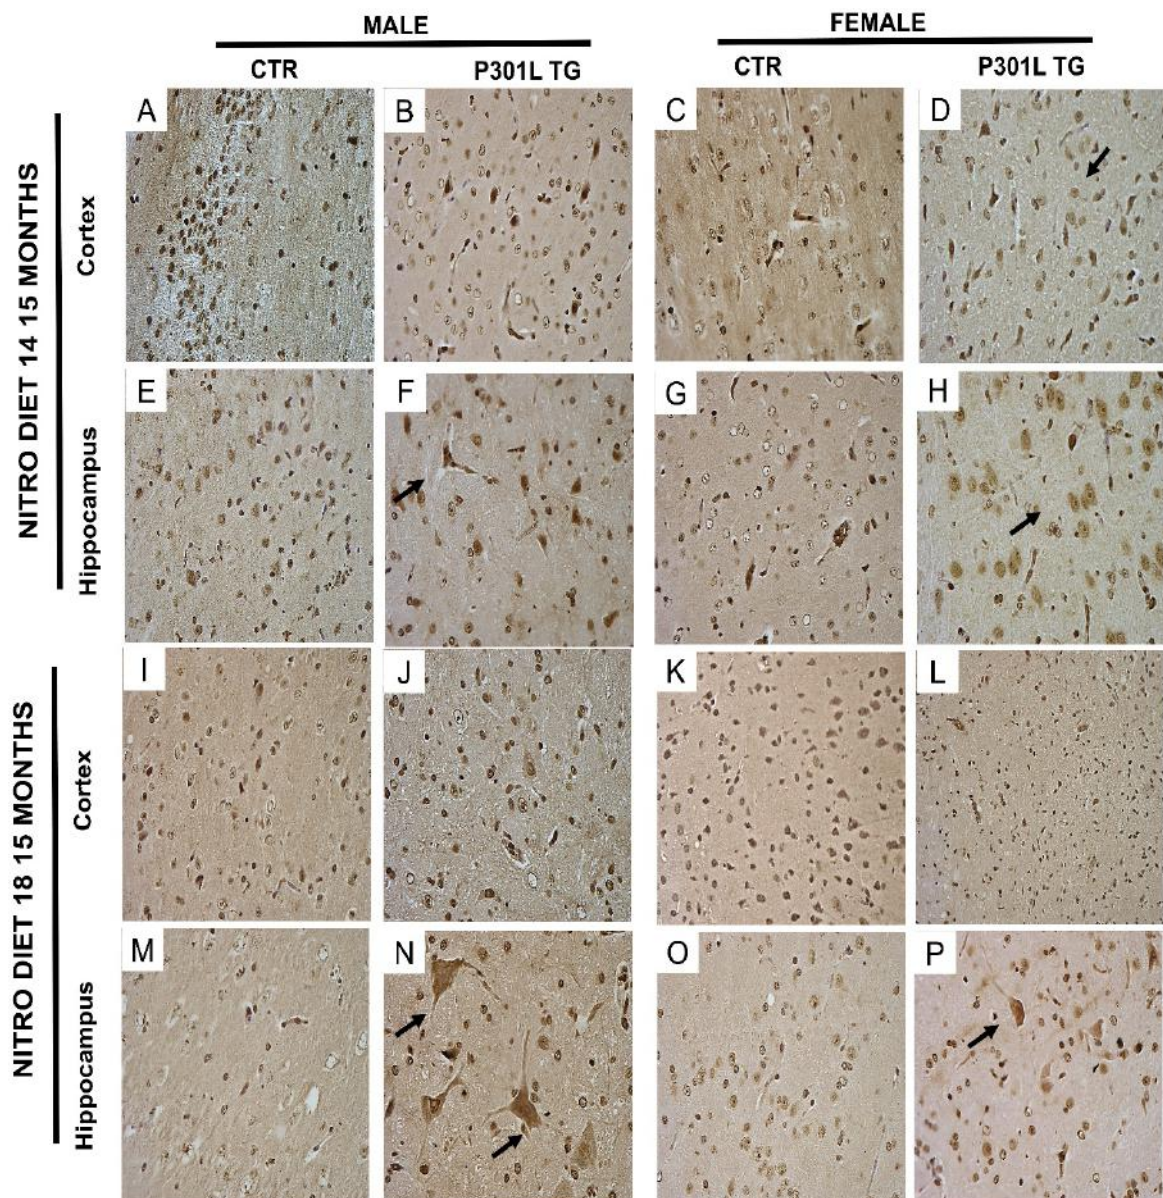 MALE FEMALE
CTR P301L TG CTR P301L TG
NITRO DIET 14 15 MONTHS
Cortex
A B C D
Hippocampus
E F G H
NITRO DIET 18 15 MONTHS
Cortex
I J K L
Hippocampus
M N O P